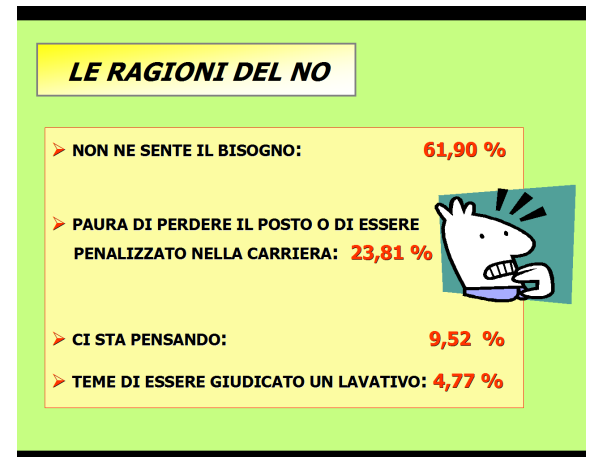 LE RAGIONI DEL NO
NON NE SENTE IL BISOGNO: 61,90 %
PAURA DI PERDERE IL POSTO O DI ESSERE
PENALIZZATO NELLA CARRIERA: 23,81 %
CI STA PENSANDO: 9,52 %
TEME DI ESSERE GIUDICATO UN LAVATIVO: 4,77 %